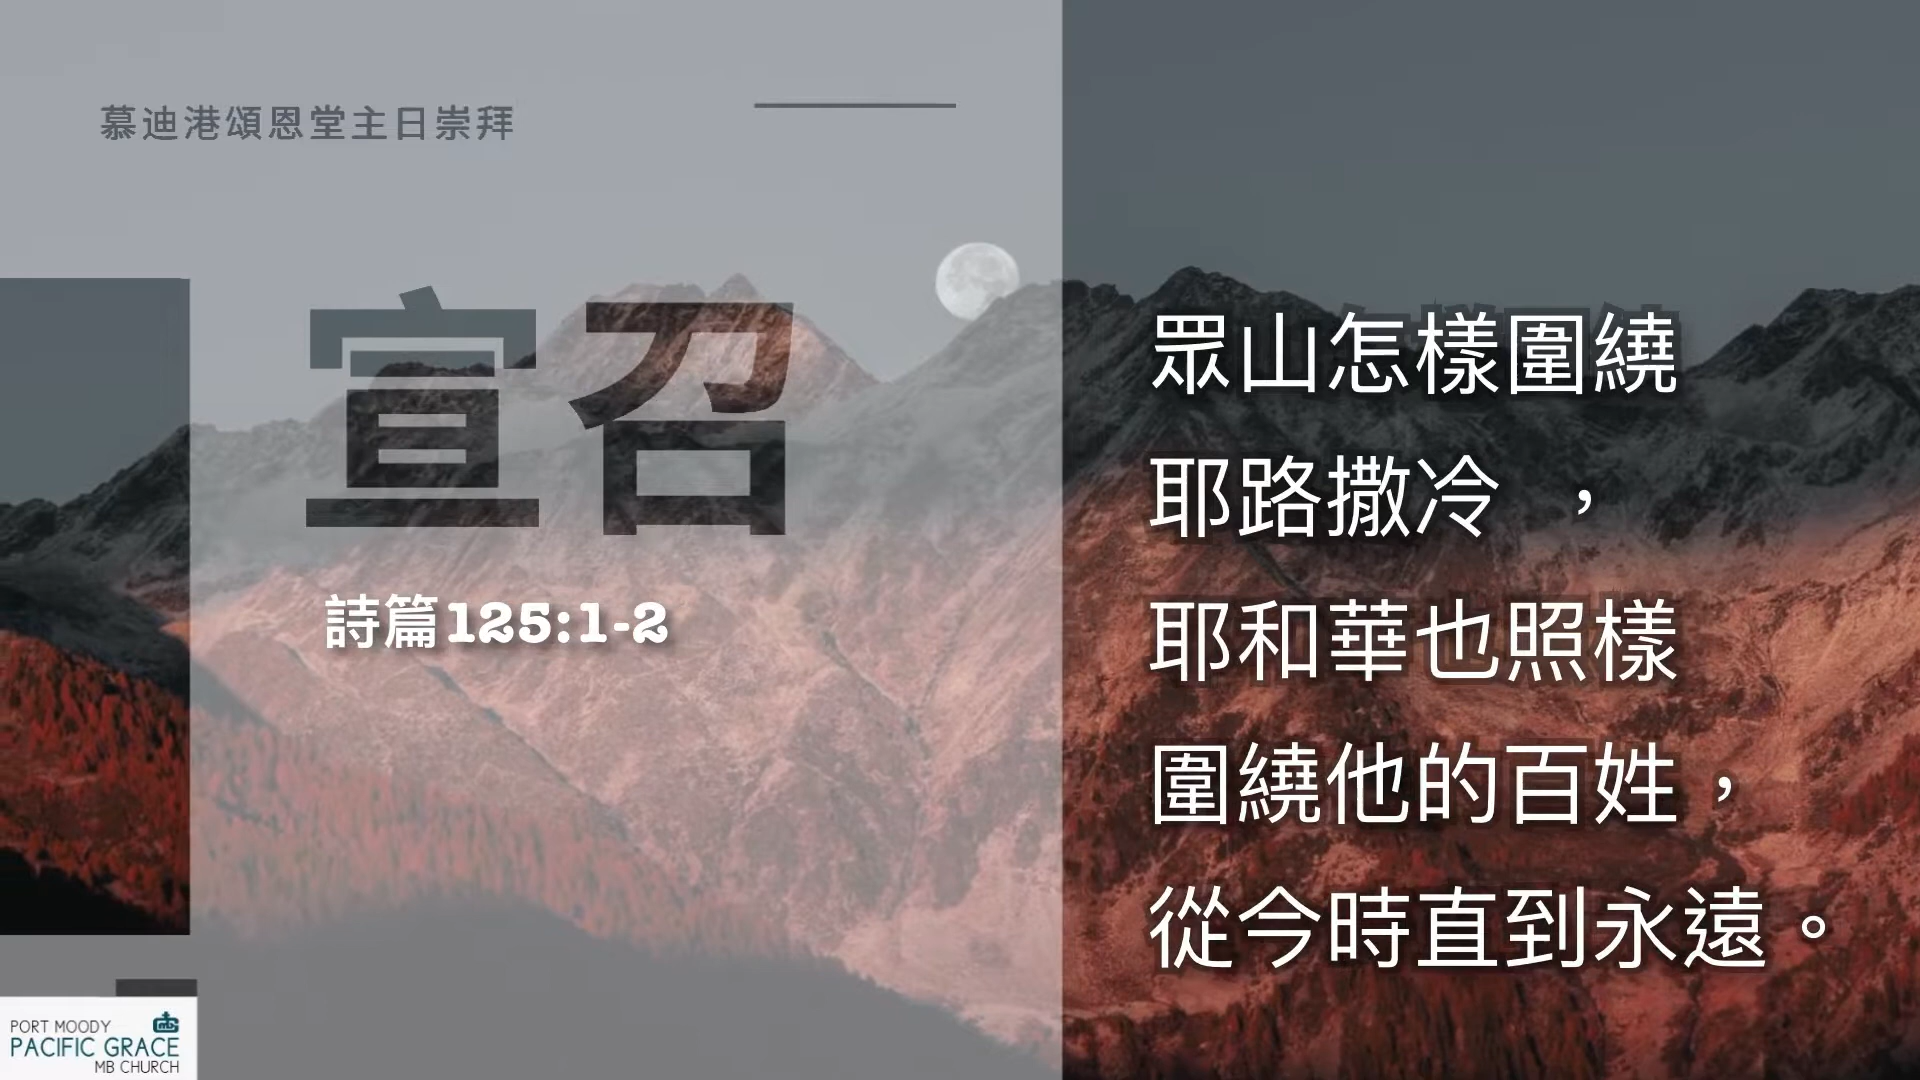 慕迪港頌恩堂主日崇拜
宣召
詩篇125:1-2
眾山怎樣圍繞
耶路撒冷 ，
耶和華也照樣
圍繞他的百姓，
從今時直到永遠。
PORT MOODY
PACIFIC GRACE
MB CHURCH